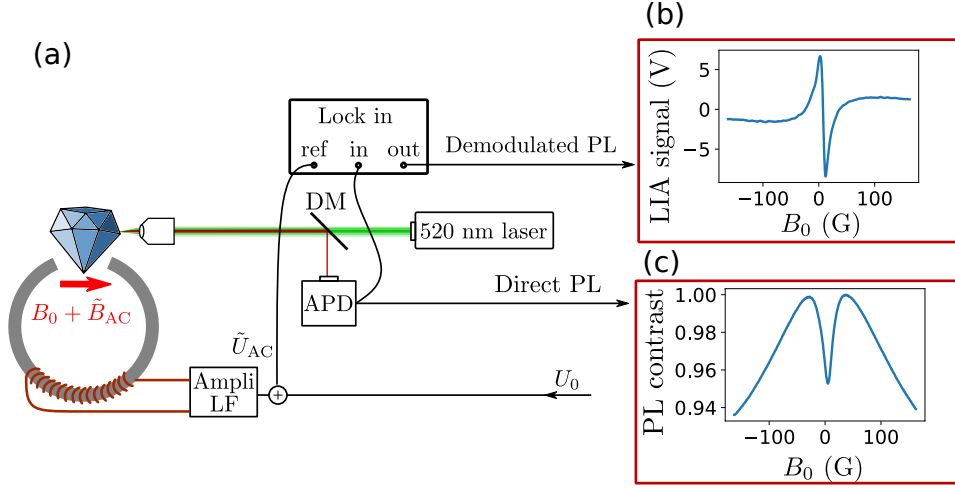 (a)
Lock in
ref in out
Demodulated PL
DM
520 nm laser
APD
Direct PL
B₀ + B̃_AC
Ũ_AC
Ampli
LF
+
U₀
(b)
LIA signal (V)
5
0
−5
−100 0 100
B₀ (G)
(c)
PL contrast
1.00
0.98
0.96
0.94
−100 0 100
B₀ (G)